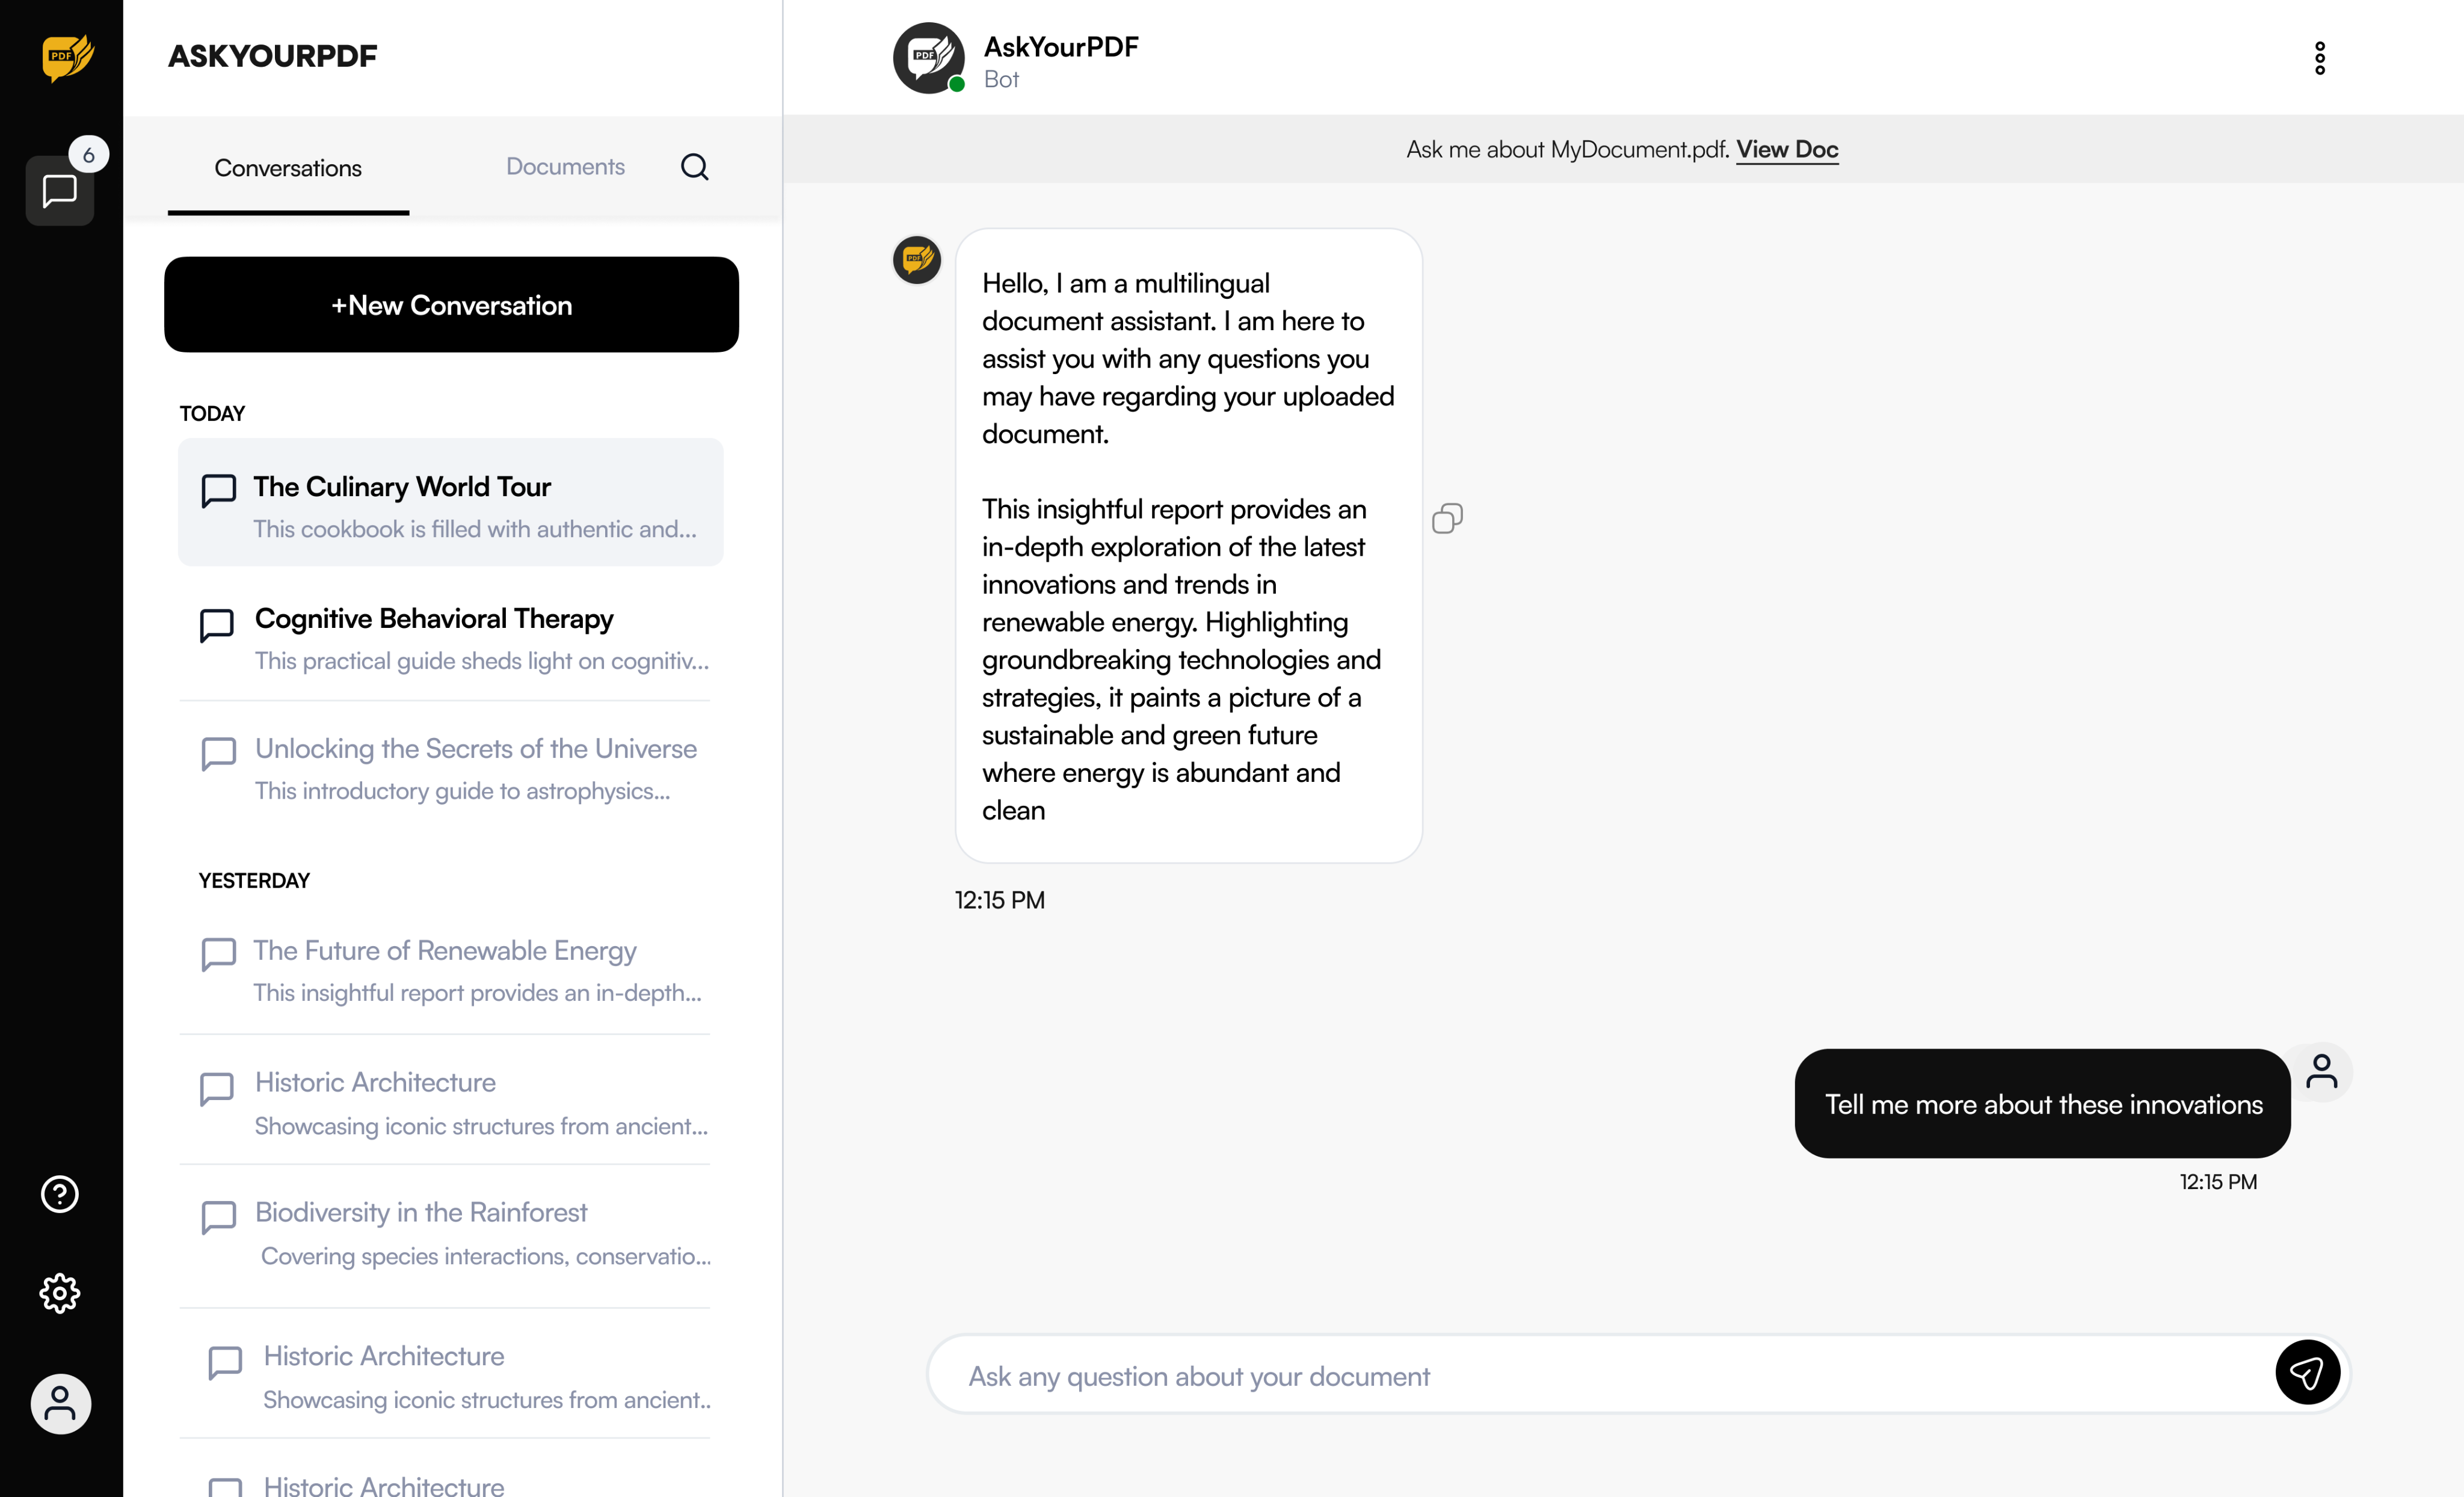 PDF
6
ASKYOURPDF
Conversations
Documents
+New Conversation
TODAY
The Culinary World Tour
This cookbook is filled with authentic and...
Cognitive Behavioral Therapy
This practical guide sheds light on cognitiv...
Unlocking the Secrets of the Universe
This introductory guide to astrophysics...
YESTERDAY
The Future of Renewable Energy
This insightful report provides an in-depth...
Historic Architecture
Showcasing iconic structures from ancient...
Biodiversity in the Rainforest
Covering species interactions, conservatio...
Historic Architecture
Showcasing iconic structures from ancient..
Historic Architecture
PDF
AskYourPDF
Bot
Ask me about MyDocument.pdf. View Doc
PDF
Hello, I am a multilingual
document assistant. I am here to
assist you with any questions you
may have regarding your uploaded
document.
This insightful report provides an
in-depth exploration of the latest
innovations and trends in
renewable energy. Highlighting
groundbreaking technologies and
strategies, it paints a picture of a
sustainable and green future
where energy is abundant and
clean
12:15 PM
Tell me more about these innovations
12:15 PM
Ask any question about your document